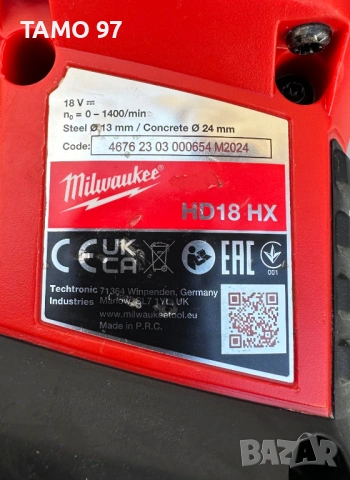 TAMO 97
18 V ⎓
n₀ = 0 – 1400/min
Steel Ø 13 mm / Concrete Ø 24 mm
Code: 4676 23 03 000654 M2024
Milwaukee
HD18 HX
CE UK CA EAC
001
Techtronic 71364 Winnenden, Germany
Industries Marlow, SL7 1YL, UK
www.milwaukeetool.eu
Made in P.R.C.
BAZAR